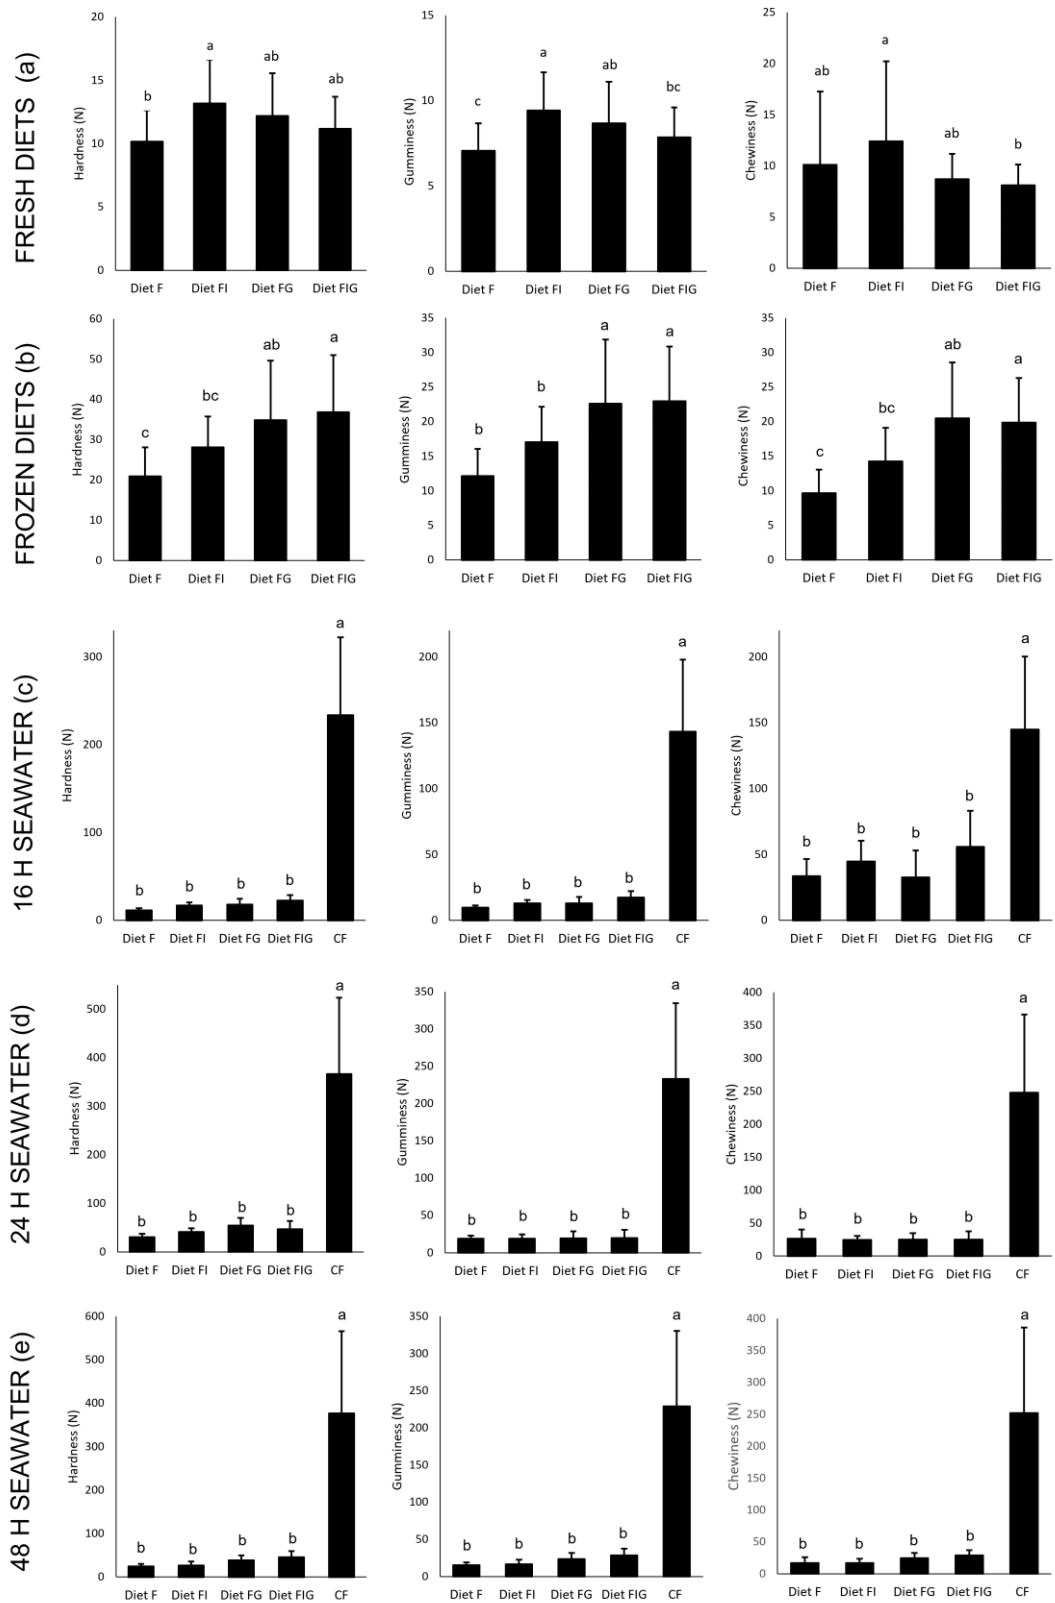 FRESH DIETS (a)
20
15
10
5
0
Hardness (N)
b
a
ab
ab
Diet F
Diet FI
Diet FG
Diet FIG
15
10
5
0
Gumminess (N)
c
a
ab
bc
Diet F
Diet FI
Diet FG
Diet FIG
25
20
15
10
5
0
Chewiness (N)
ab
a
ab
b
Diet F
Diet FI
Diet FG
Diet FIG
FROZEN DIETS (b)
60
50
40
30
20
10
0
Hardness (N)
c
bc
ab
a
Diet F
Diet FI
Diet FG
Diet FIG
35
30
25
20
15
10
5
0
Gumminess (N)
b
b
a
a
Diet F
Diet FI
Diet FG
Diet FIG
35
30
25
20
15
10
5
0
Chewiness (N)
c
bc
ab
a
Diet F
Diet FI
Diet FG
Diet FIG
16 H SEAWATER (c)
300
200
100
0
Hardness (N)
b
b
b
b
a
Diet F
Diet FI
Diet FG
Diet FIG
CF
200
150
100
50
0
Gumminess (N)
b
b
b
b
a
Diet F
Diet FI
Diet FG
Diet FIG
CF
200
150
100
50
0
Chewiness (N)
b
b
b
b
a
Diet F
Diet FI
Diet FG
Diet FIG
CF
24 H SEAWATER (d)
500
400
300
200
100
0
Hardness (N)
b
b
b
b
a
Diet F
Diet FI
Diet FG
Diet FIG
CF
350
300
250
200
150
100
50
0
Gumminess (N)
b
b
b
b
a
Diet F
Diet FI
Diet FG
Diet FIG
CF
400
350
300
250
200
150
100
50
0
Chewiness (N)
b
b
b
b
a
Diet F
Diet FI
Diet FG
Diet FIG
CF
48 H SEAWATER (e)
600
500
400
300
200
100
0
Hardness (N)
b
b
b
b
a
Diet F
Diet FI
Diet FG
Diet FIG
CF
350
300
250
200
150
100
50
0
Gumminess (N)
b
b
b
b
a
Diet F
Diet FI
Diet FG
Diet FIG
CF
400
350
300
250
200
150
100
50
0
Chewiness (N)
b
b
b
b
a
Diet F
Diet FI
Diet FG
Diet FIG
CF